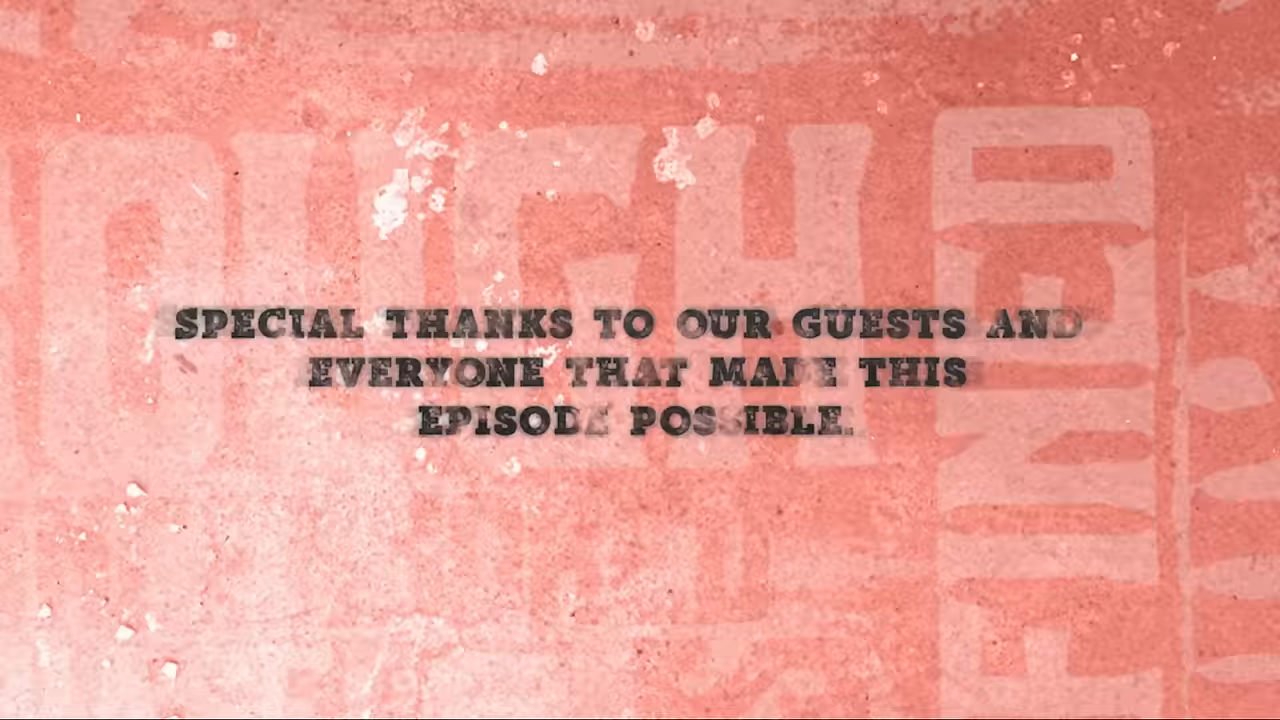 SPECIAL THANKS TO OUR GUESTS AND
EVERYONE THAT MADE THIS
EPISODE POSSIBLE.